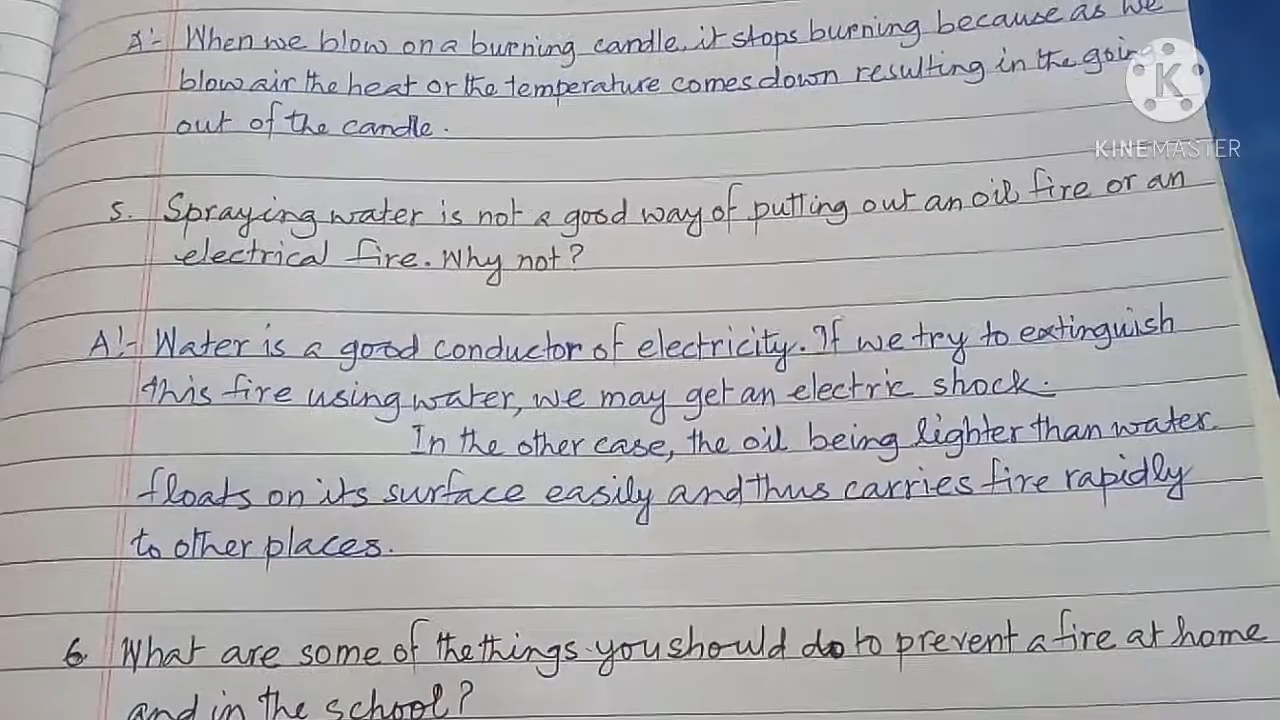 A:- When we blow on a burning candle, it stops burning because as we
blow air the heat or the temperature comes down resulting in the going
out of the candle.
K
KINEMASTER
5. Spraying water is not a good way of putting out an oil fire or an
electrical fire. Why not?
A:- Water is a good conductor of electricity. If we try to extinguish
this fire using water, we may get an electric shock.
In the other case, the oil being lighter than water
floats on its surface easily and thus carries fire rapidly
to other places.
6. What are some of the things you should do to prevent a fire at home
and in the school?